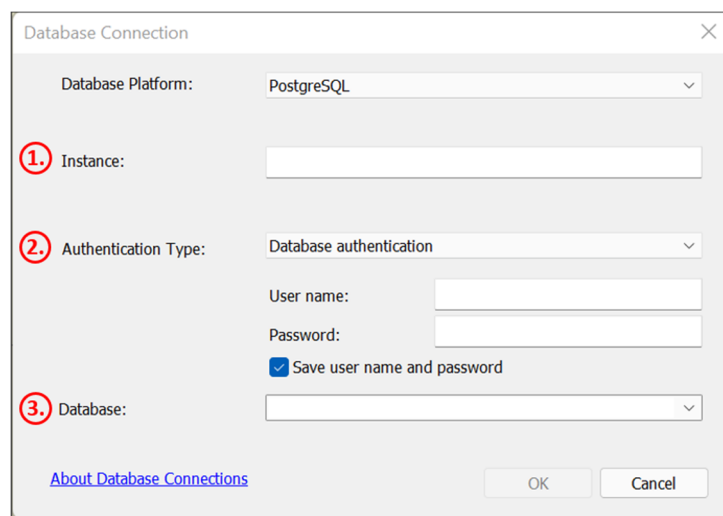 Database Connection
Database Platform: PostgreSQL
1. Instance:
2. Authentication Type: Database authentication
User name:
Password:
Save user name and password
3. Database:
About Database Connections OK Cancel